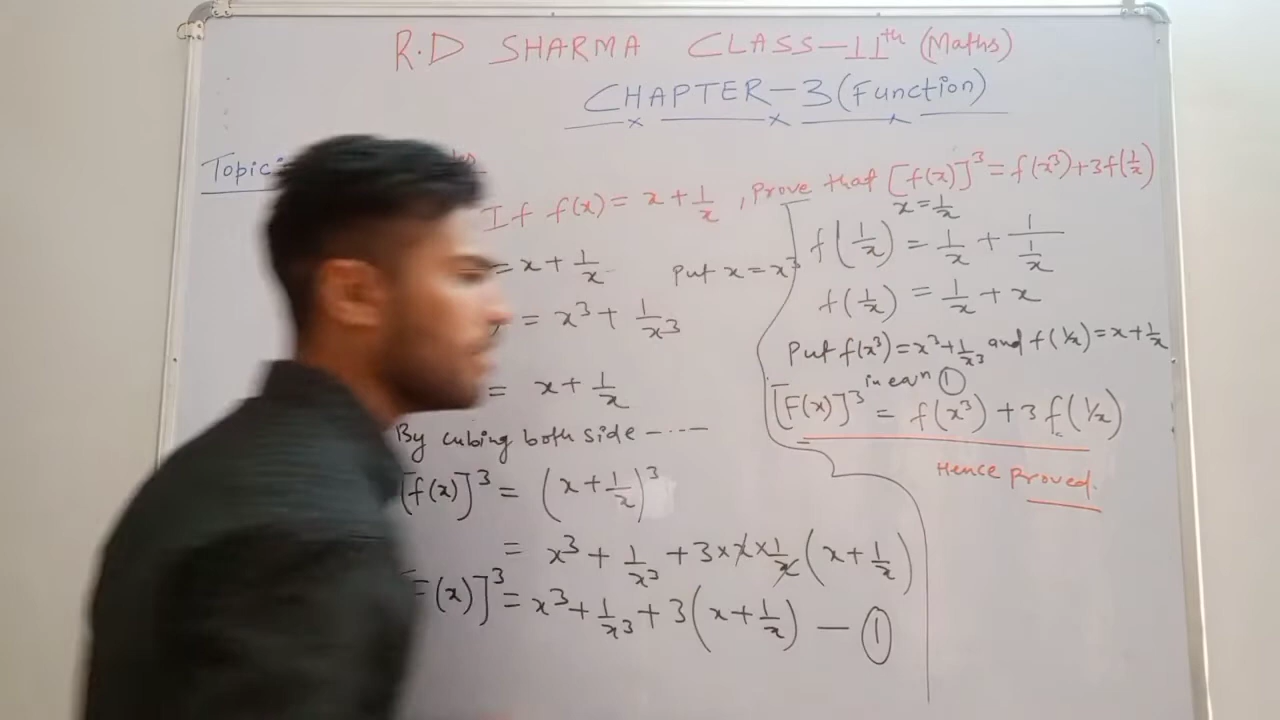 R.D SHARMA CLASS-11th (Maths)
CHAPTER-3 (Function)
Topic:
If f(x) = x + 1/x , Prove that [f(x)]³ = f(x³) + 3f(1/x)
= x + 1/x
Put x = x³
= x³ + 1/x³
= x + 1/x
By cubing both side -----
[f(x)]³ = (x + 1/x)³
= x³ + 1/x³ + 3 × x × 1/x (x + 1/x)
F(x)]³ = x³ + 1/x³ + 3(x + 1/x) — ①
x = 1/x
f(1/x) = 1/x + 1/(1/x)
f(1/x) = 1/x + x
Put f(x³) = x³ + 1/x³ and f(1/x) = x + 1/x
in eqn ①
[F(x)]³ = f(x³) + 3 f(1/x)
Hence Proved.